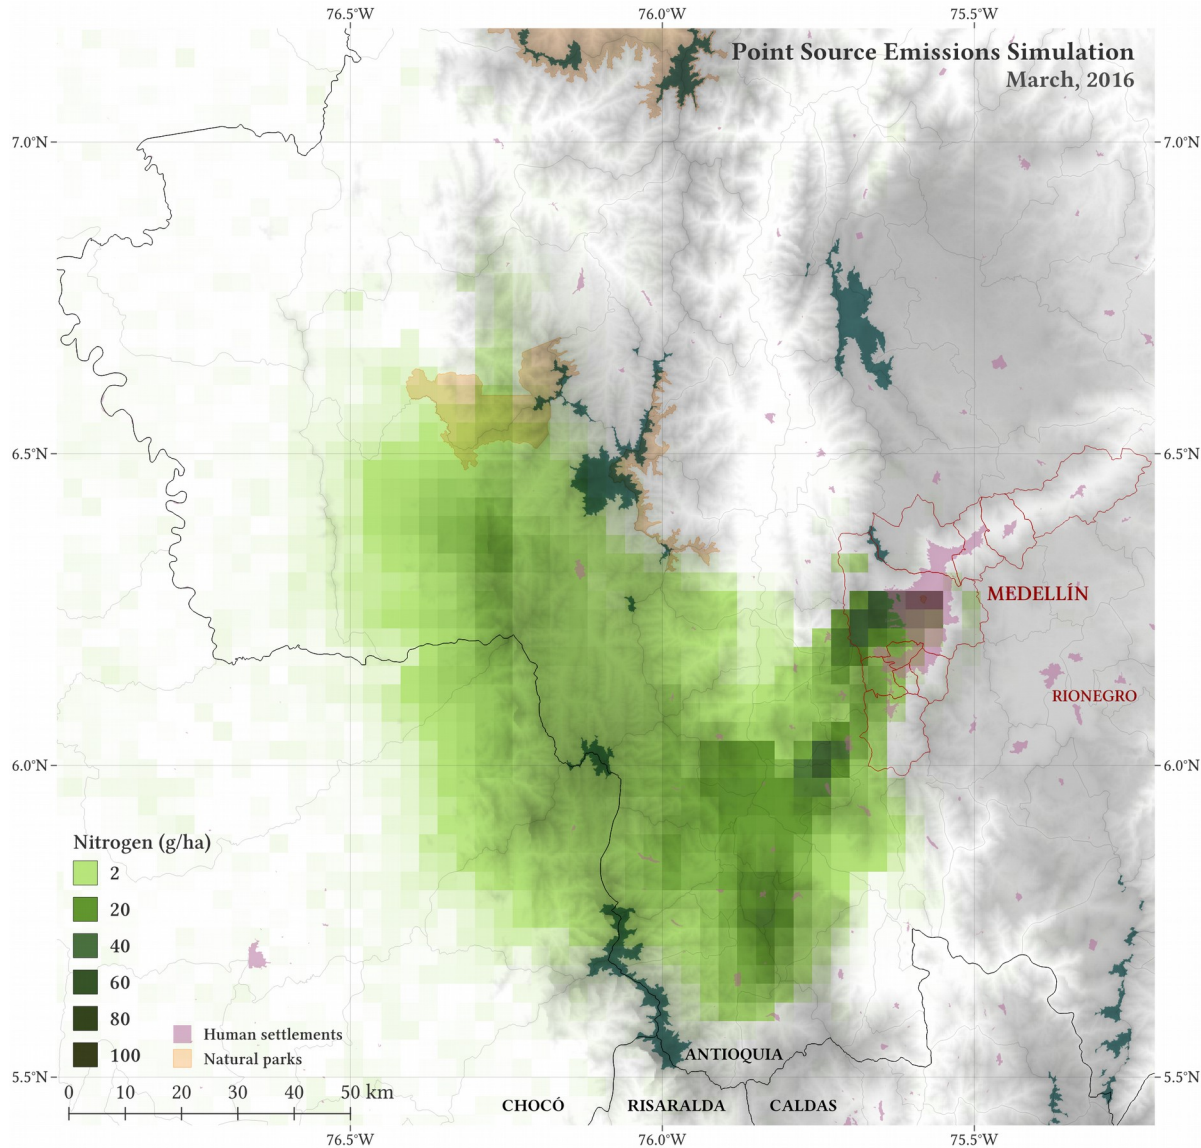 76.5°W
76.0°W
75.5°W
Point Source Emissions Simulation
March, 2016
7.0°N
7.0°N
6.5°N
6.5°N
MEDELLÍN
RIONEGRO
6.0°N
6.0°N
Nitrogen (g/ha)
2
20
40
60
80
100
Human settlements
Natural parks
ANTIOQUIA
5.5°N
5.5°N
0 10 20 30 40 50 km
CHOCÓ
RISARALDA
CALDAS
76.5°W
76.0°W
75.5°W